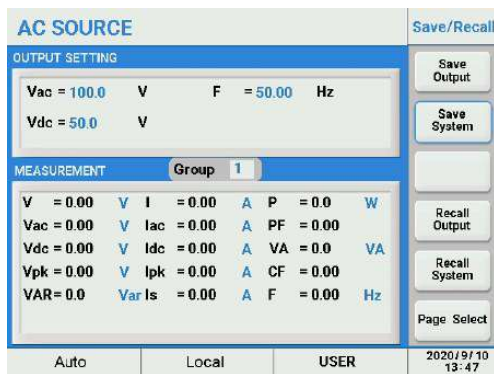 AC SOURCE
Save/Recall
OUTPUT SETTING
Vac = 100.0 V F = 50.00 Hz
Vdc = 50.0 V
Save Output
Save System
MEASUREMENT Group 1
V = 0.00 V I = 0.00 A P = 0.0 W
Vac = 0.00 V Iac = 0.00 A PF = 0.00
Vdc = 0.00 V Idc = 0.00 A VA = 0.0 VA
Vpk = 0.00 V Ipk = 0.00 A CF = 0.00
VAR= 0.0 Var Is = 0.00 A F = 0.00 Hz
Recall Output
Recall System
Page Select
Auto Local USER 2020/9/10 13:47